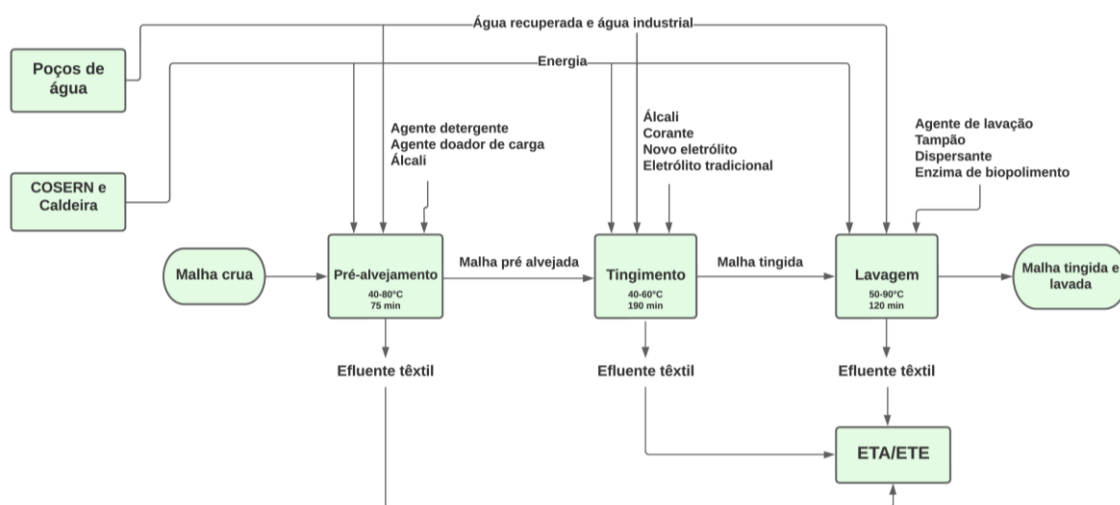 Água recuperada e água industrial
Poços de
água
Energia
Agente detergente
Agente doador de carga
Álcali
Álcali
Corante
Novo eletrólito
Eletrólito tradicional
Agente de lavação
Tampão
Dispersante
Enzima de biopolimento
COSERN e
Caldeira
Malha crua
Pré-alvejamento
40-80°C
75 min
Malha pré alvejada
Tingimento
40-60°C
190 min
Malha tingida
Lavagem
50-90°C
120 min
Malha tingida e
lavada
Efluente têxtil
Efluente têxtil
Efluente têxtil
ETA/ETE